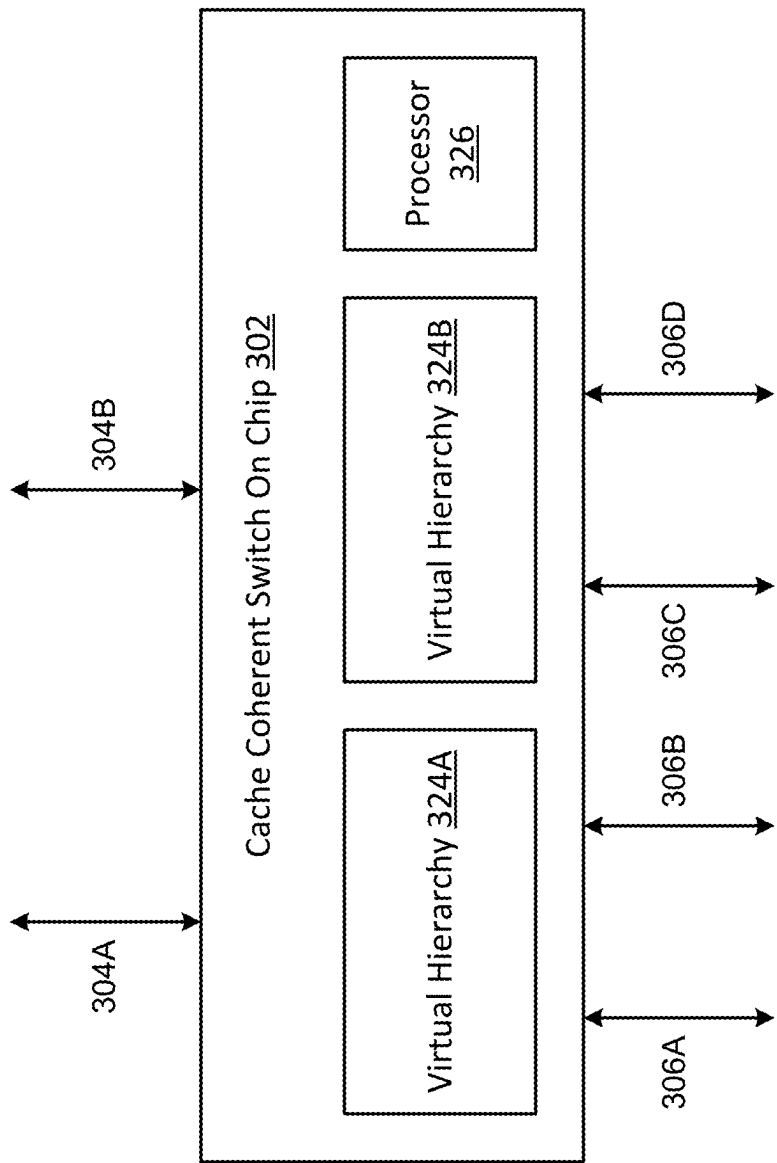 304A
304B
Cache Coherent Switch On Chip 302
Virtual Hierarchy 324A
Virtual Hierarchy 324B
Processor
326
306A
306B
306C
306D